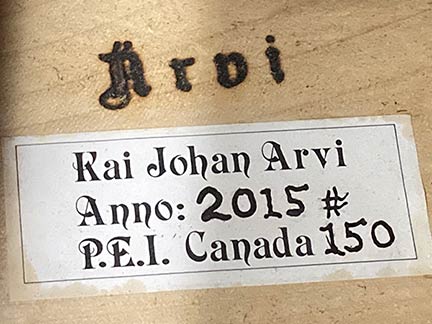 Arvi
Kai Johan Arvi
Anno: 2015 #
P.E.I. Canada 150